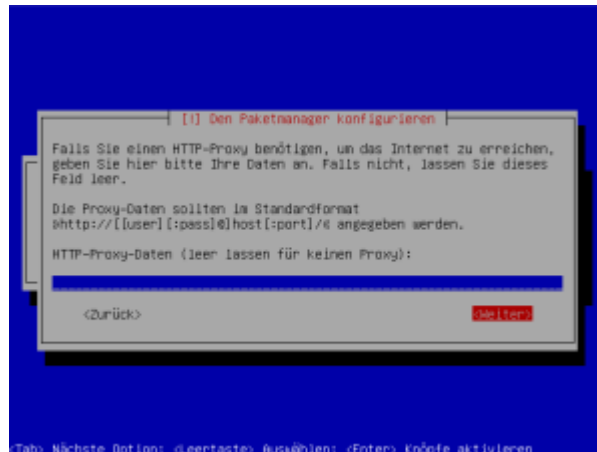 [!] Den Paketmanager konfigurieren
Falls Sie einen HTTP-Proxy benötigen, um das Internet zu erreichen,
geben Sie hier bitte Ihre Daten an. Falls nicht, lassen Sie dieses
Feld leer.
Die Proxy-Daten sollten im Standardformat
»http://[[user][:pass]@]host[:port]/« angegeben werden.
HTTP-Proxy-Daten (leer lassen für keinen Proxy):
<Zurück> <Weiter>
<Tab> Nächste Option; <Leertaste> Auswählen; <Enter> Knöpfe aktivieren